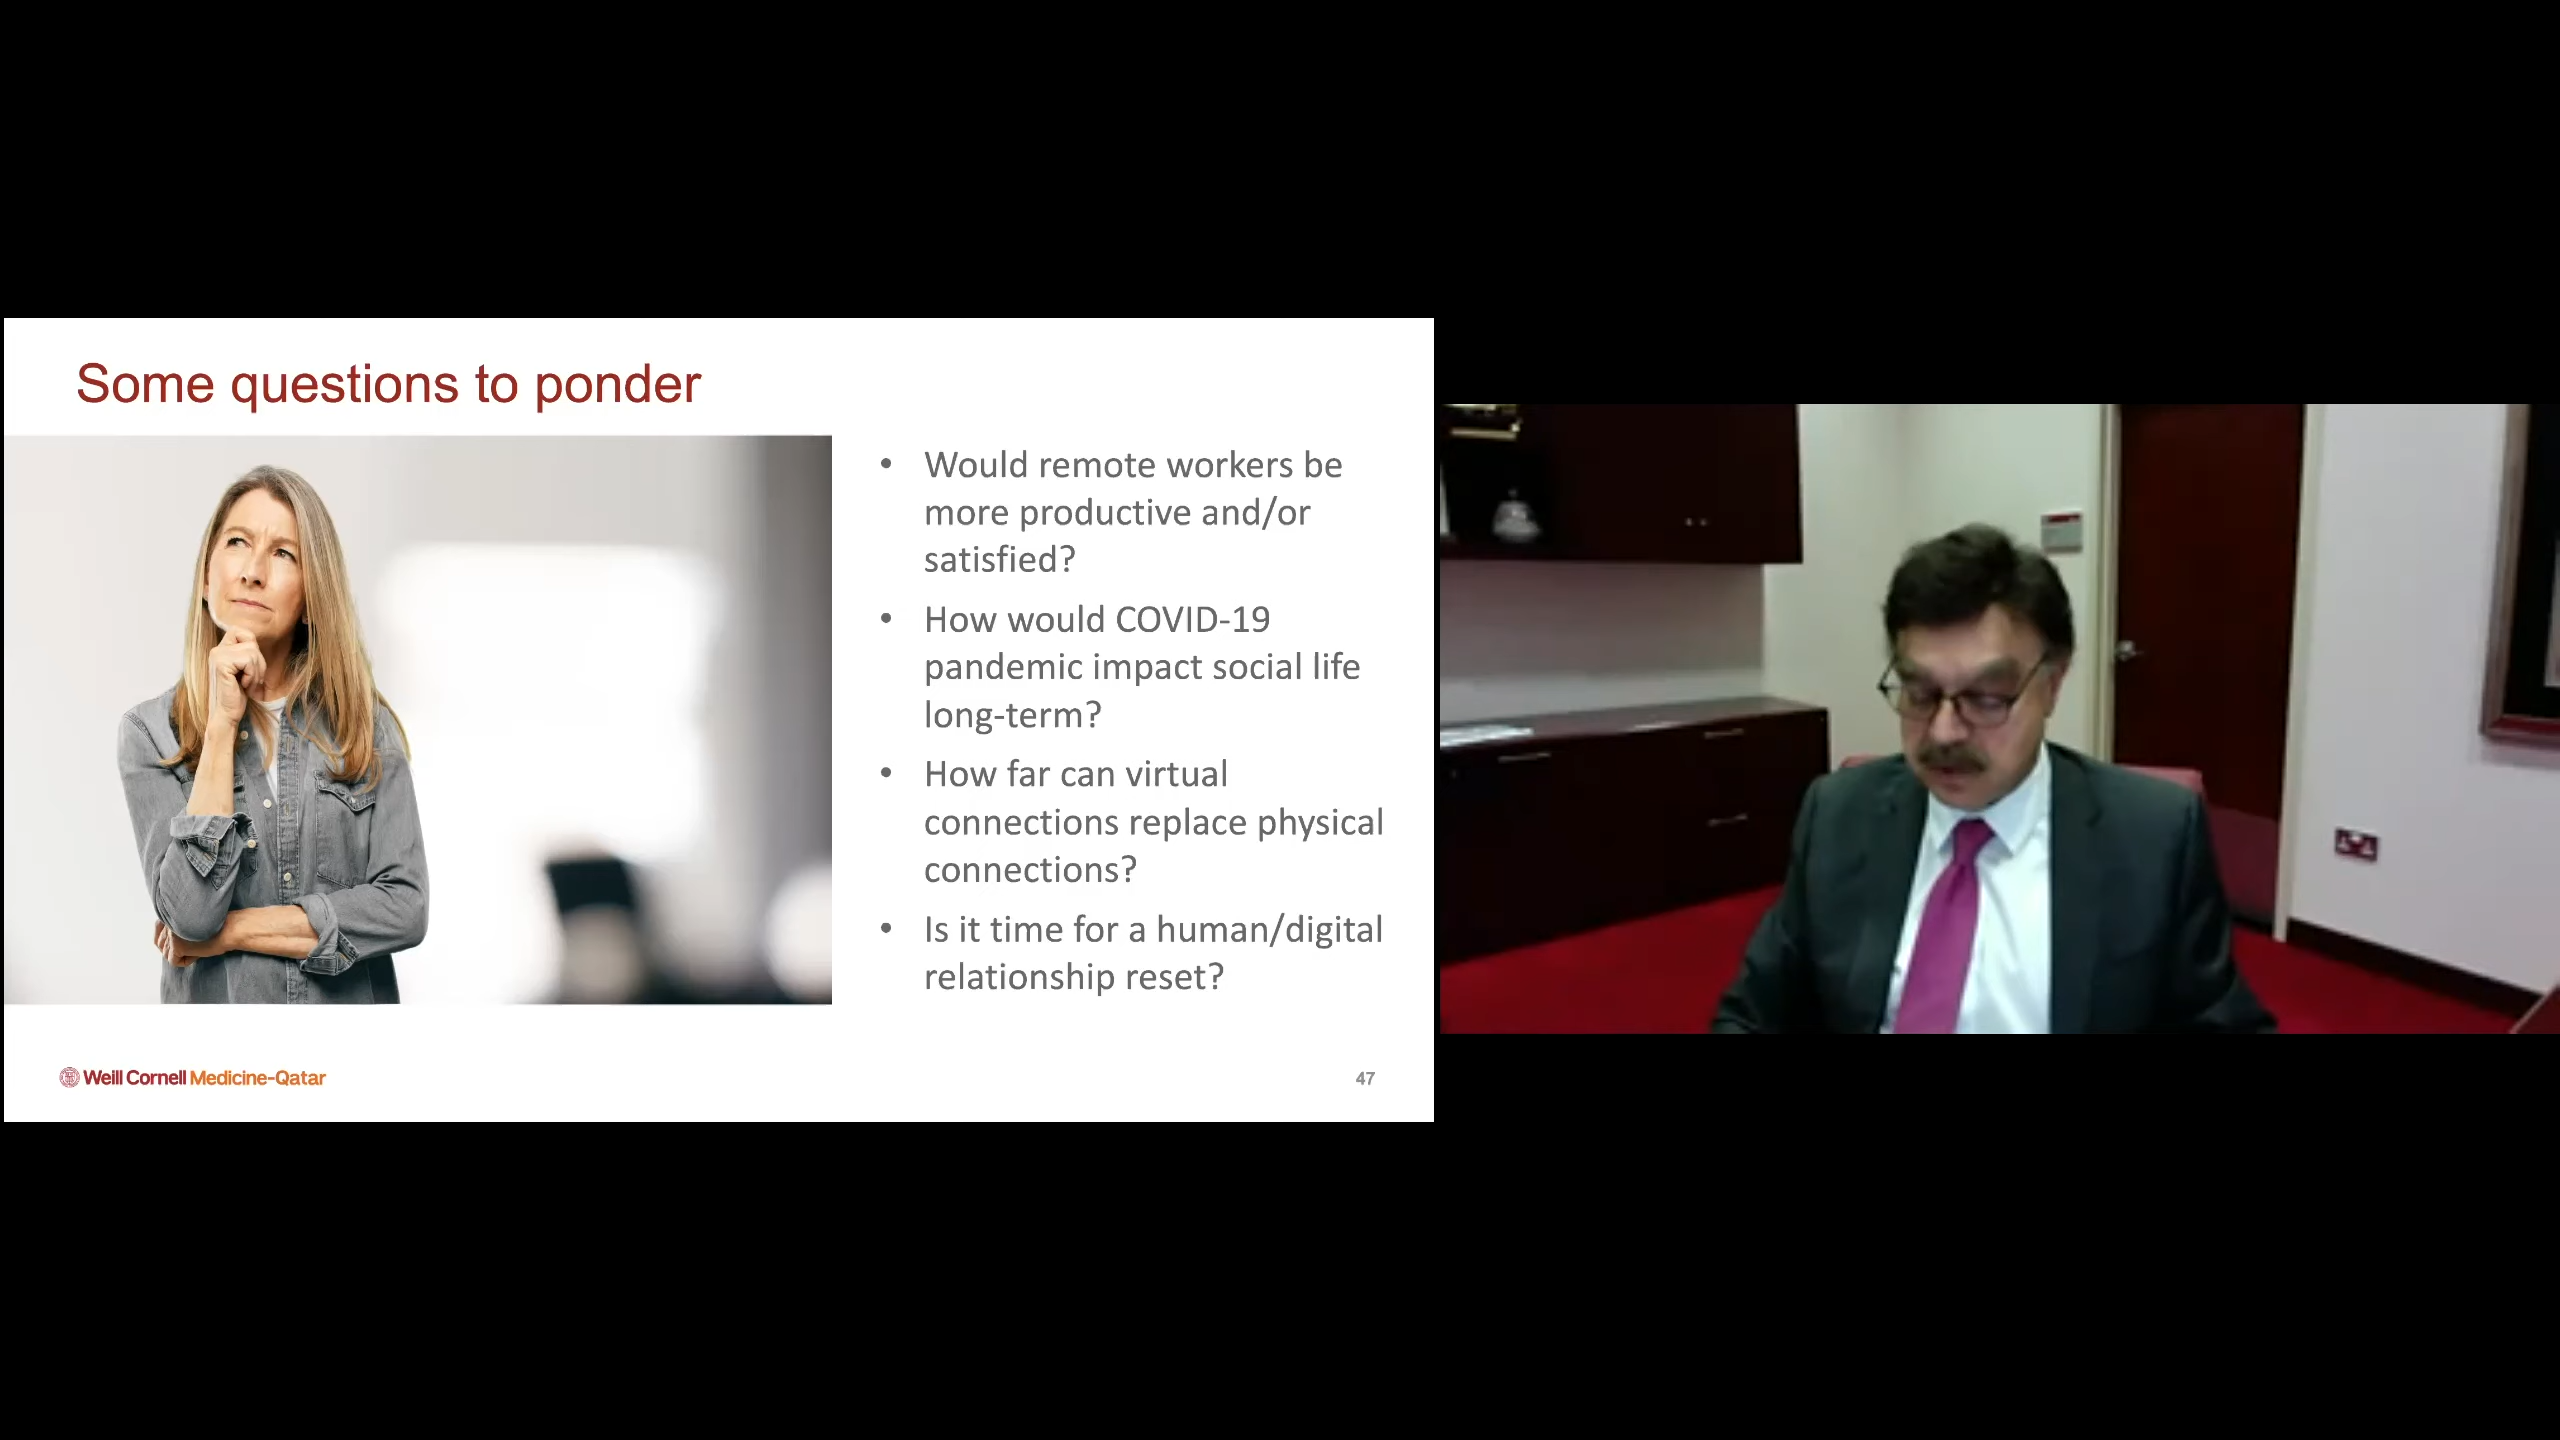 Some questions to ponder
• Would remote workers be
more productive and/or
satisfied?
• How would COVID-19
pandemic impact social life
long-term?
• How far can virtual
connections replace physical
connections?
• Is it time for a human/digital
relationship reset?
Weill Cornell Medicine-Qatar
47